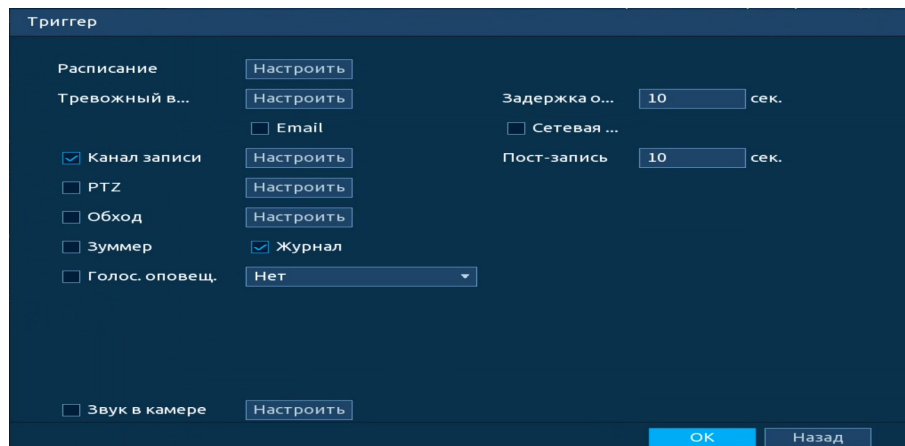 Триггер
Расписание Настроить
Тревожный в... Настроить Задержка о... 10 сек.
Email Сетевая ...
Канал записи Настроить Пост-запись 10 сек.
PTZ Настроить
Обход Настроить
Зуммер Журнал
Голос. оповещ. Нет
Звук в камере Настроить
OK Назад